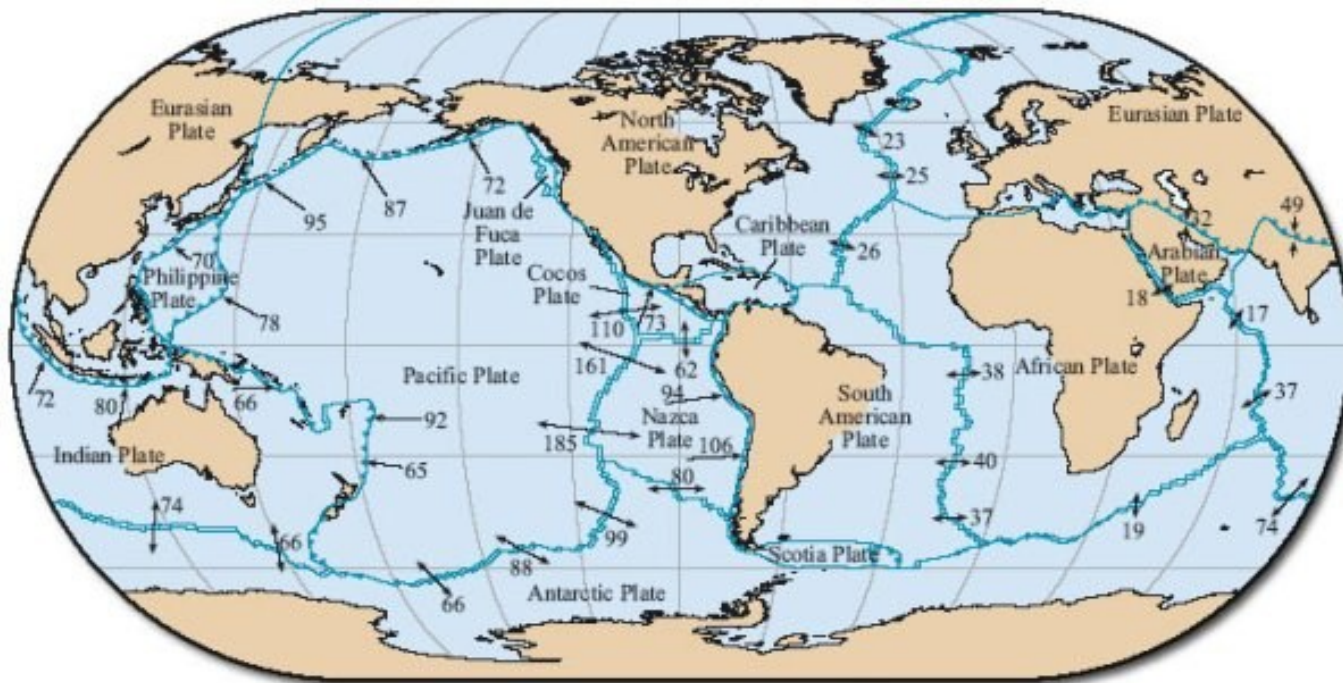 Eurasian
Plate
North
American
Plate
Eurasian Plate
23
25
72
87
95
Juan de
Fuca
Plate
Caribbean
Plate
26
32
49
Arabian
Plate
18
17
70
Philippine
Plate
78
Cocos
Plate
110
73
161
62
94
Pacific Plate
Nazca
Plate
South
American
Plate
38
African Plate
37
72
80
66
92
185
106
65
Indian Plate
80
40
74
66
99
37
19
74
88
Scotia Plate
66
Antarctic Plate